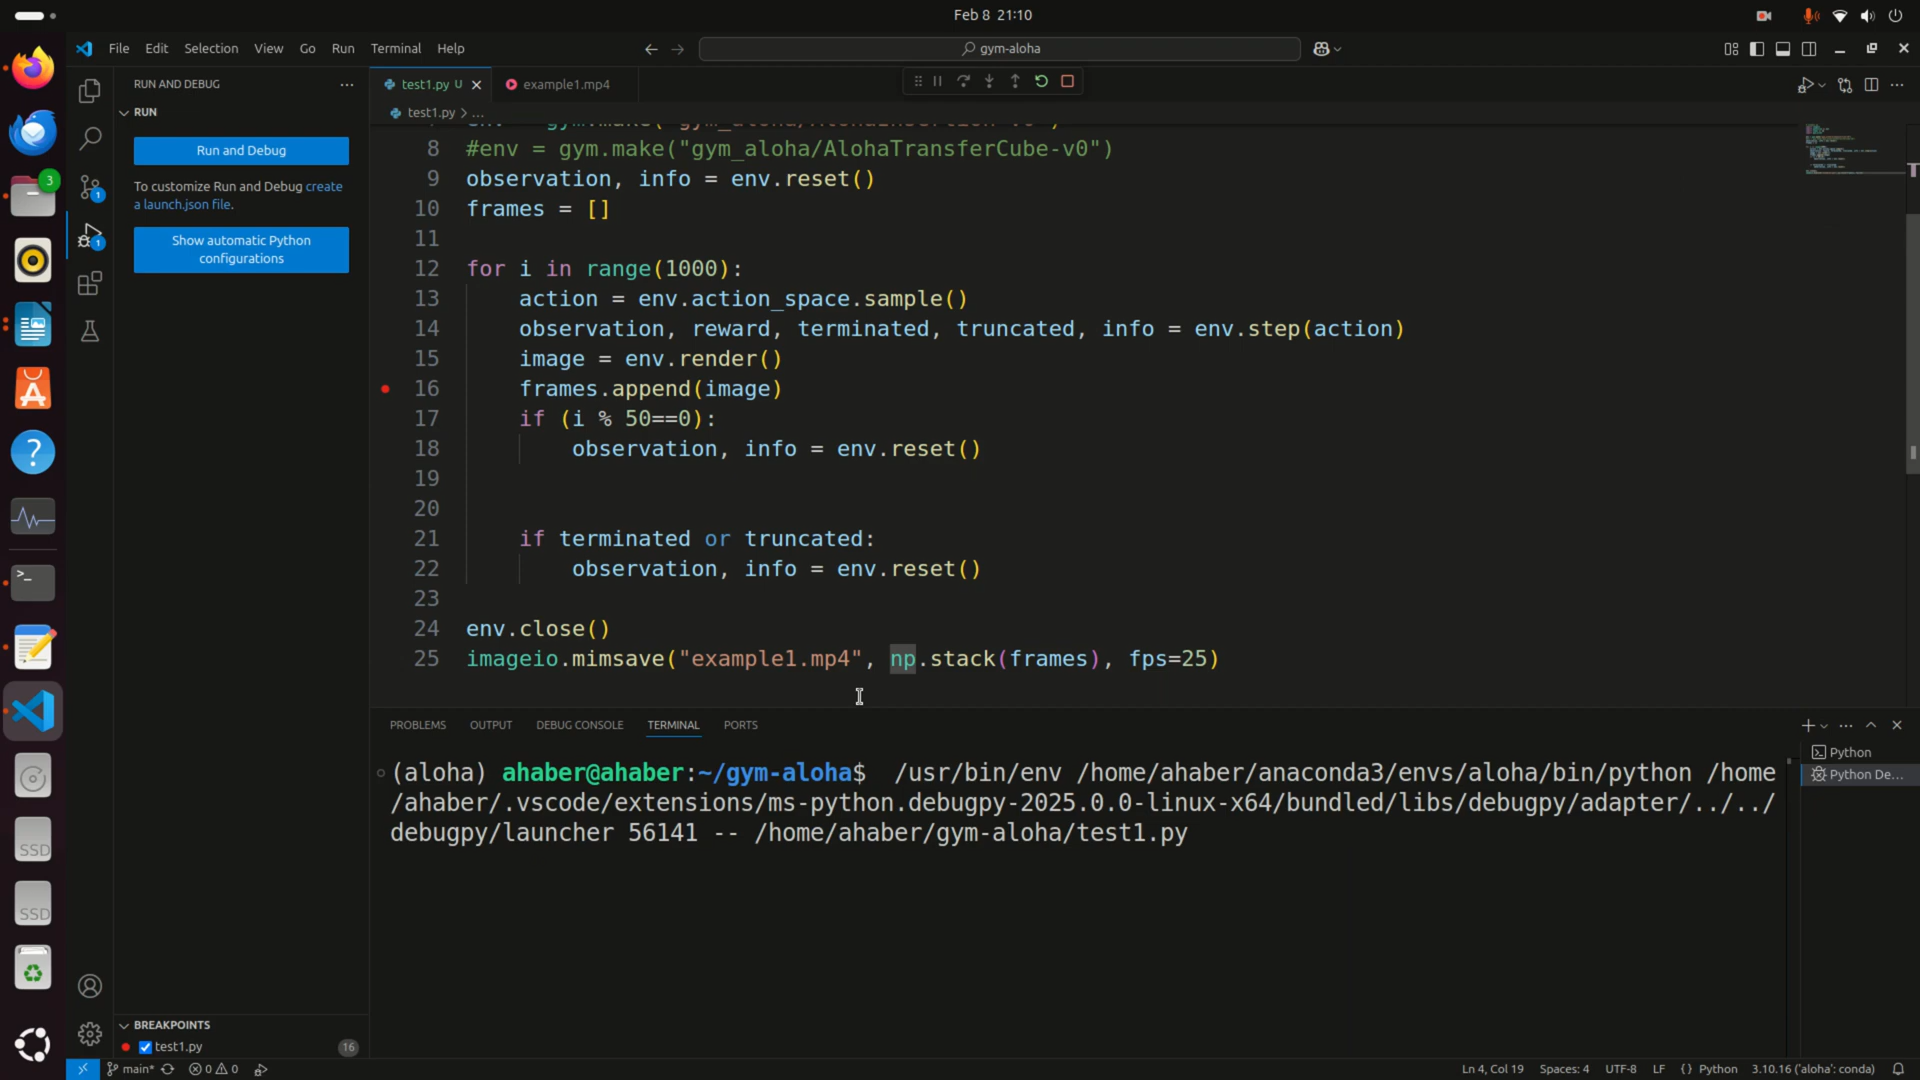 Feb 8 21:10
File Edit Selection View Go Run Terminal Help
gym-aloha
RUN AND DEBUG
test1.py U
example1.mp4
RUN
test1.py > ...
Run and Debug
To customize Run and Debug create
a launch.json file.
Show automatic Python
configurations
8 #env = gym.make("gym_aloha/AlohaTransferCube-v0")
9 observation, info = env.reset()
10 frames = []
11
12 for i in range(1000):
13 action = env.action_space.sample()
14 observation, reward, terminated, truncated, info = env.step(action)
15 image = env.render()
16 frames.append(image)
17 if (i % 50==0):
18 observation, info = env.reset()
19
20
21 if terminated or truncated:
22 observation, info = env.reset()
23
24 env.close()
25 imageio.mimsave("example1.mp4", np.stack(frames), fps=25)
PROBLEMS OUTPUT DEBUG CONSOLE TERMINAL PORTS
(aloha) ahaber@ahaber:~/gym-aloha$ /usr/bin/env /home/ahaber/anaconda3/envs/aloha/bin/python /home
/ahaber/.vscode/extensions/ms-python.debugpy-2025.0.0-linux-x64/bundled/libs/debugpy/adapter/../../
debugpy/launcher 56141 -- /home/ahaber/gym-aloha/test1.py
Python
Python De...
3
1
1
SSD
SSD
BREAKPOINTS
test1.py 16
main* 0 0
Ln 4, Col 19 Spaces: 4 UTF-8 LF {} Python 3.10.16 ('aloha': conda)